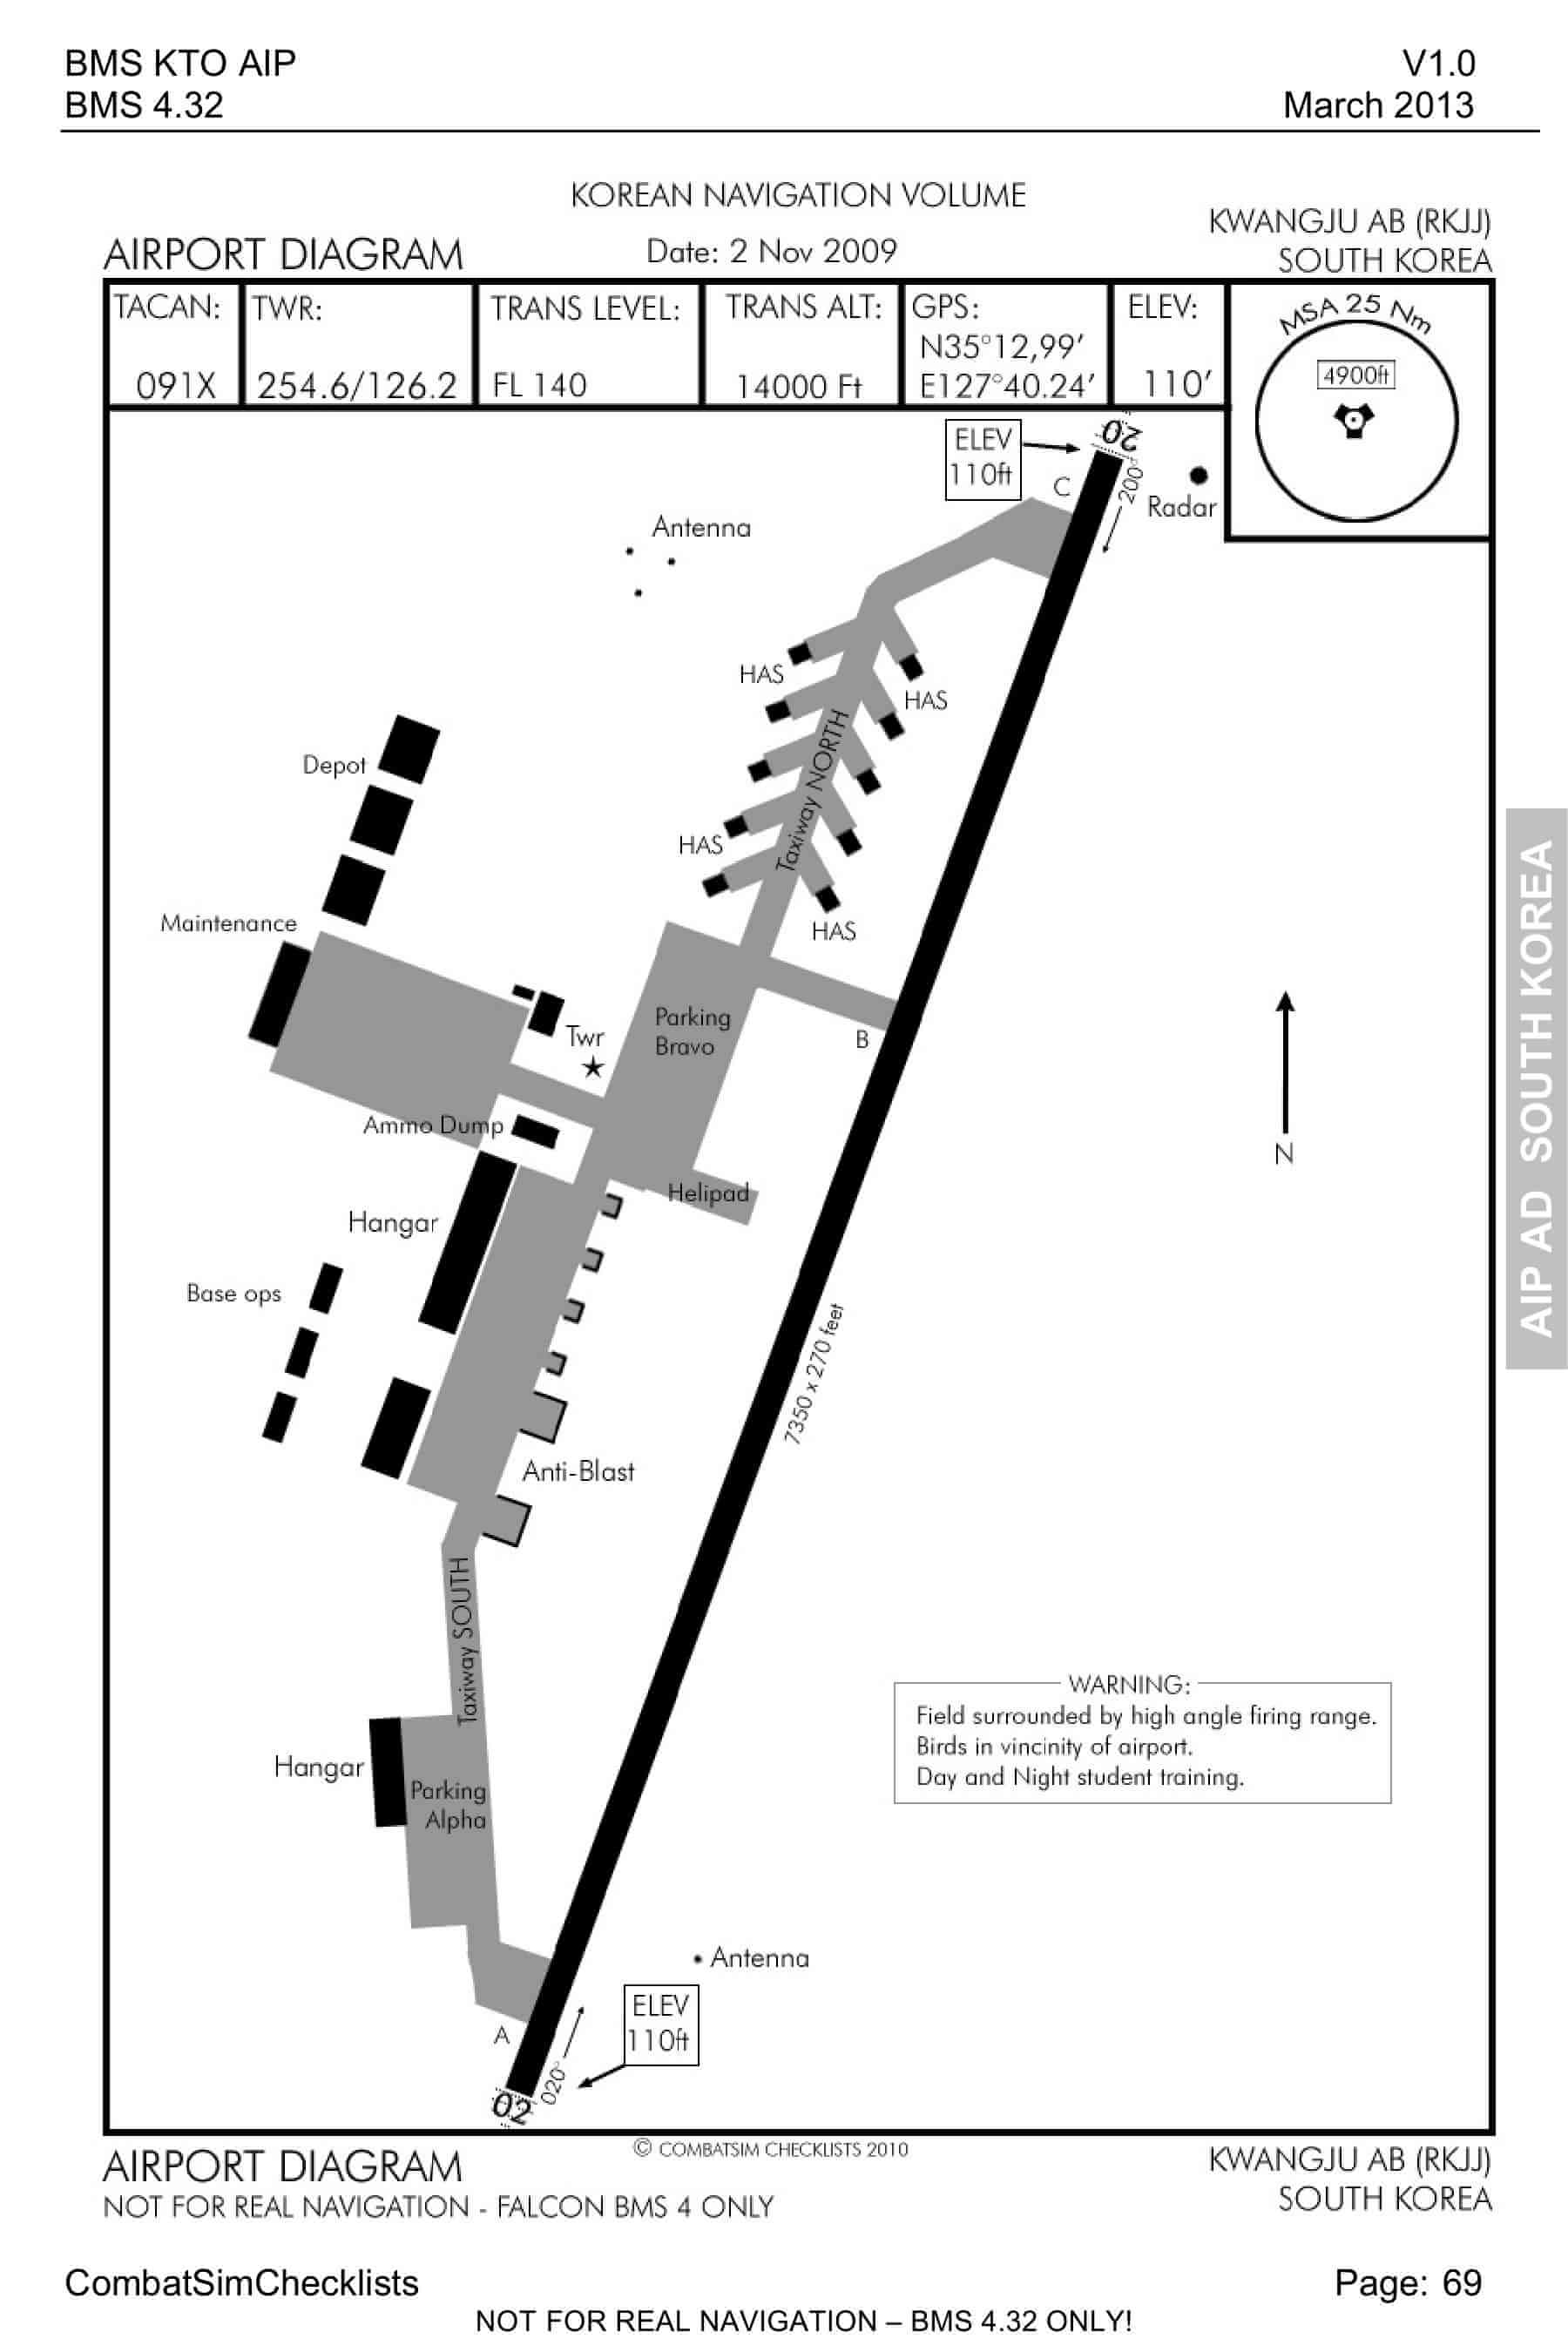 BMS KTO AIP
V1.0
BMS 4.32
March 2013
KOREAN NAVIGATION VOLUME
AIRPORT DIAGRAM
Date: 2 Nov 2009
KWANGJU AB (RKJJ)
SOUTH KOREA
TACAN:
091X
TWR:
254.6/126.2
TRANS LEVEL:
FL 140
TRANS ALT:
14000 Ft
GPS:
N35°12,99′
E127°40.24′
ELEV:
110′
MSA 25 Nm
4900ft
ELEV
110ft
20
200°
C
Radar
Antenna
HAS
HAS
Depot
Taxiway NORTH
HAS
Maintenance
HAS
Parking
Bravo
Twr
B
Ammo Dump
N
Helipad
Hangar
Base ops
7350 x 270 feet
Anti-Blast
Taxiway SOUTH
WARNING:
Field surrounded by high angle firing range.
Birds in vincinity of airport.
Day and Night student training.
Hangar
Parking
Alpha
Antenna
ELEV
110ft
A
020°
02
AIP AD SOUTH KOREA
© COMBATSIM CHECKLISTS 2010
AIRPORT DIAGRAM
KWANGJU AB (RKJJ)
NOT FOR REAL NAVIGATION - FALCON BMS 4 ONLY
SOUTH KOREA
CombatSimChecklists
Page: 69
NOT FOR REAL NAVIGATION – BMS 4.32 ONLY!